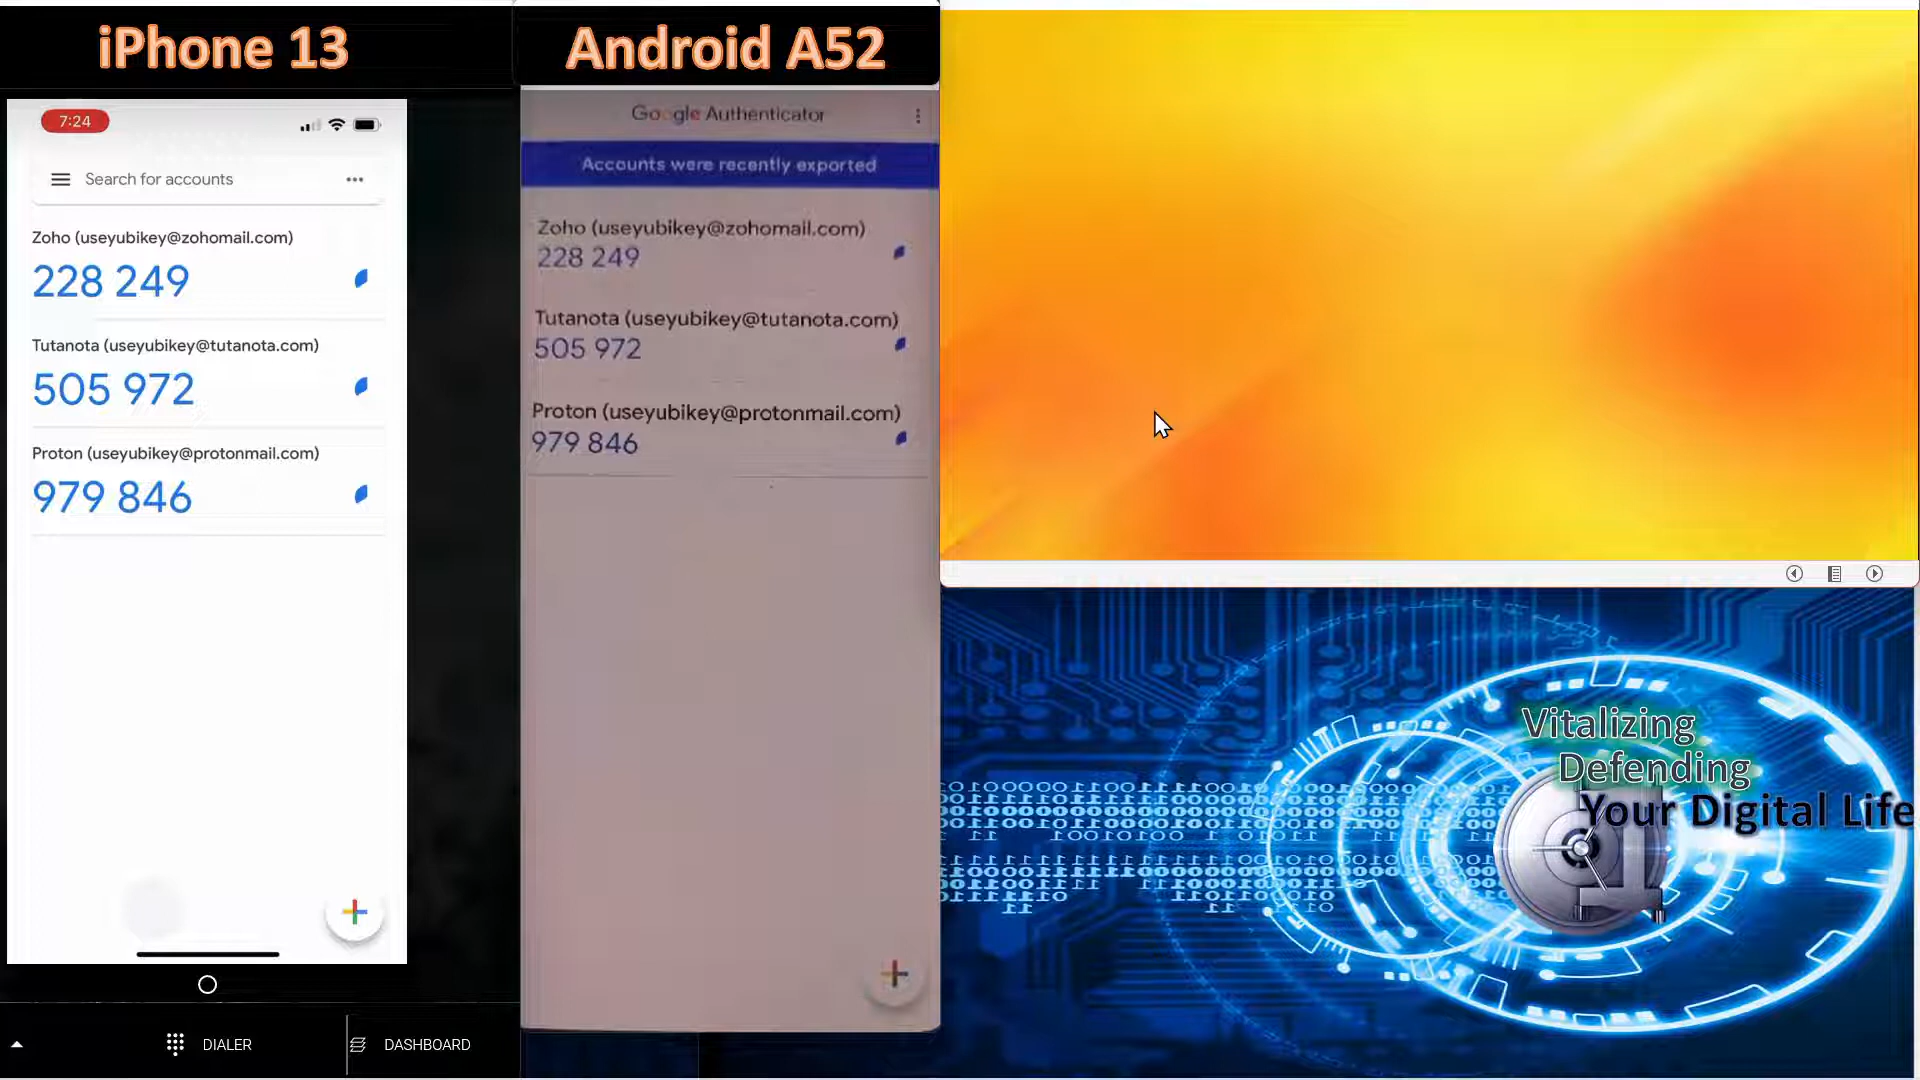 iPhone 13
7:24
Search for accounts
Zoho (useyubikey@zohomail.com)
228 249
Tutanota (useyubikey@tutanota.com)
505 972
Proton (useyubikey@protonmail.com)
979 846
DIALER
DASHBOARD
Android A52
Google Authenticator
Accounts were recently exported
Zoho (useyubikey@zohomail.com)
228 249
Tutanota (useyubikey@tutanota.com)
505 972
Proton (useyubikey@protonmail.com)
979 846
Vitalizing
Defending
Your Digital Life